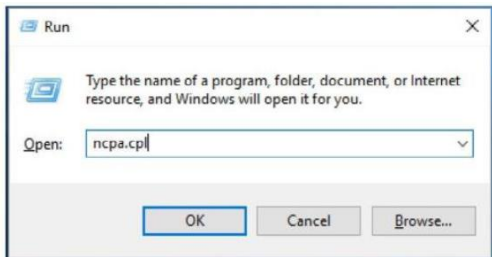 Run
Type the name of a program, folder, document, or Internet
resource, and Windows will open it for you.
Open: ncpa.cpl
OK Cancel Browse...